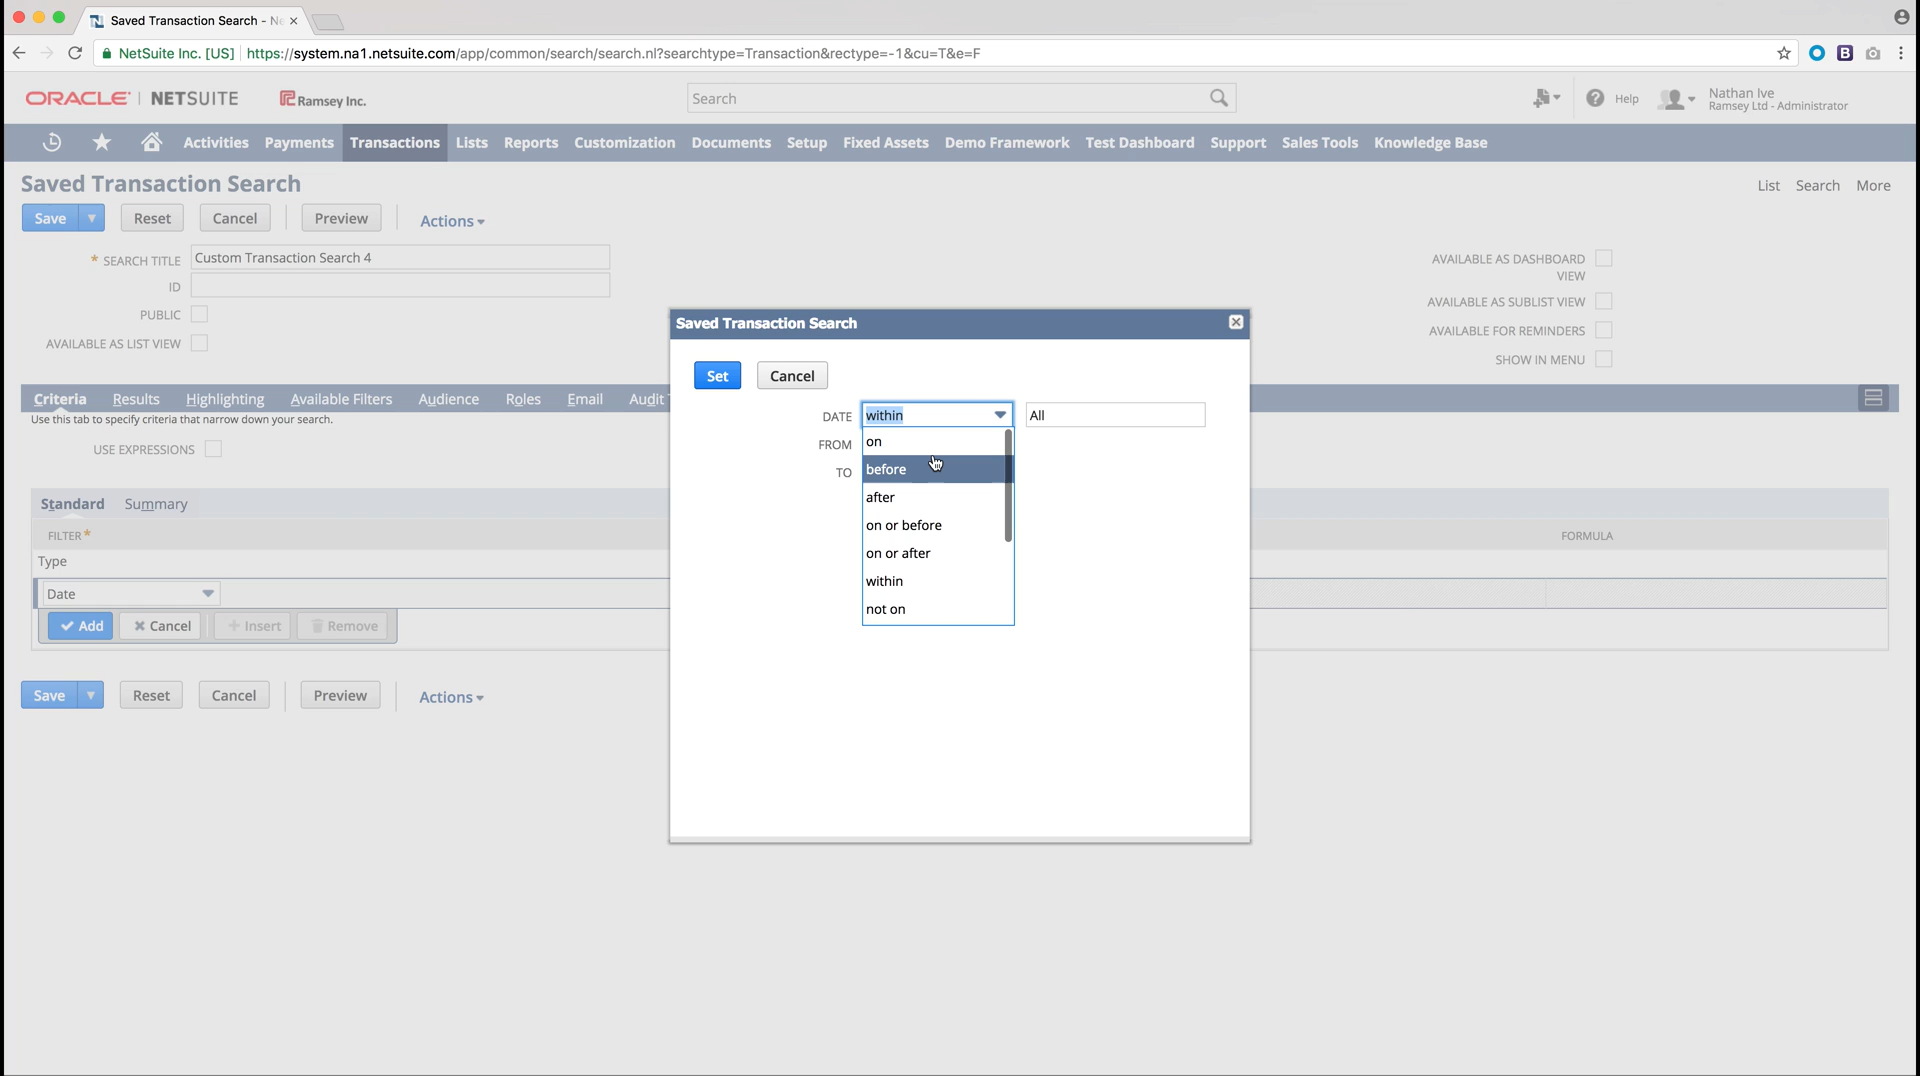 Saved Transaction Search - Ne
NetSuite Inc. [US] https://system.na1.netsuite.com/app/common/search/search.nl?searchtype=Transaction&rectype=-1&cu=T&e=F
ORACLE NETSUITE Ramsey Inc. Search Help Nathan Ive
Ramsey Ltd - Administrator
Activities Payments Transactions Lists Reports Customization Documents Setup Fixed Assets Demo Framework Test Dashboard Support Sales Tools Knowledge Base
Saved Transaction Search List Search More
Save Reset Cancel Preview Actions
* SEARCH TITLE Custom Transaction Search 4
ID
PUBLIC
AVAILABLE AS LIST VIEW
AVAILABLE AS DASHBOARD
VIEW
AVAILABLE AS SUBLIST VIEW
AVAILABLE FOR REMINDERS
SHOW IN MENU
Criteria Results Highlighting Available Filters Audience Roles Email Audit
Use this tab to specify criteria that narrow down your search.
USE EXPRESSIONS
Standard Summary
FILTER * FORMULA
Type
Date
Add Cancel Insert Remove
Save Reset Cancel Preview Actions
Saved Transaction Search
Set Cancel
DATE within All
FROM
TO
on
before
after
on or before
on or after
within
not on